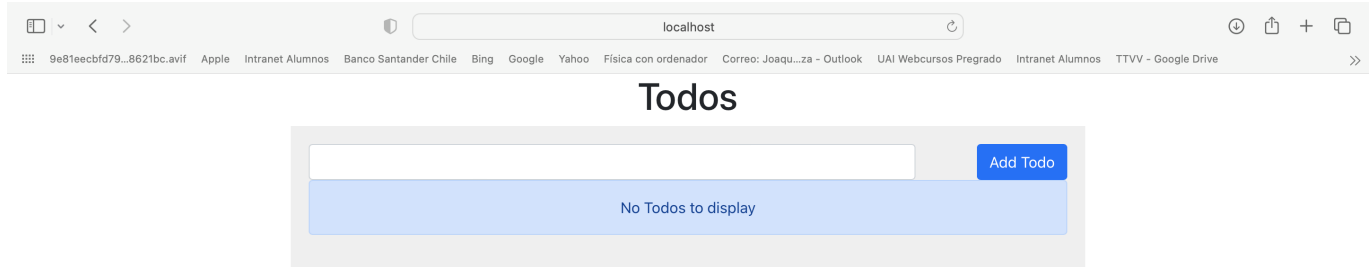 localhost
9e81eecbfd79...8621bc.avif Apple Intranet Alumnos Banco Santander Chile Bing Google Yahoo Física con ordenador Correo: Joaqu...za - Outlook UAI Webcursos Pregrado Intranet Alumnos TTVV - Google Drive
Todos
Add Todo
No Todos to display